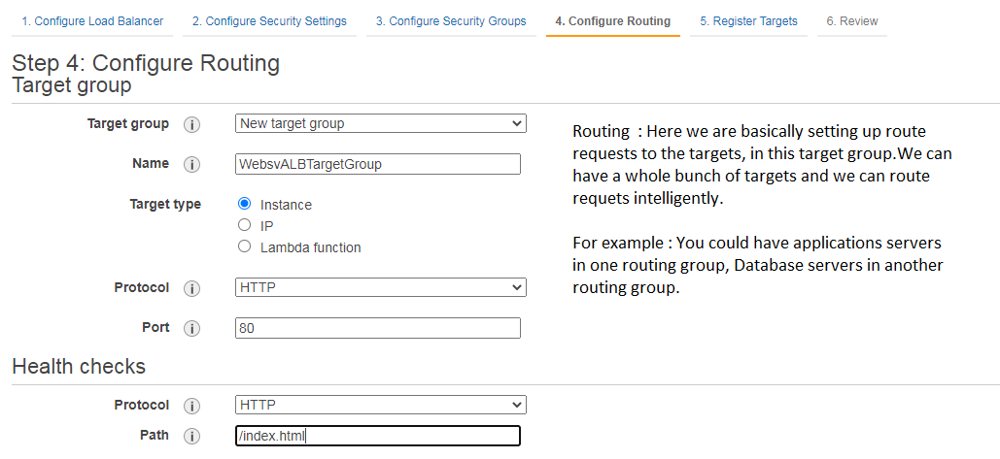 1. Configure Load Balancer 2. Configure Security Settings 3. Configure Security Groups 4. Configure Routing 5. Register Targets 6. Review
Step 4: Configure Routing
Target group
Target group i New target group
Name i WebsvALBTargetGroup
Target type Instance
IP
Lambda function
Protocol i HTTP
Port i 80
Routing : Here we are basically setting up route
requests to the targets, in this target group.We can
have a whole bunch of targets and we can route
requets intelligently.
For example : You could have applications servers
in one routing group, Database servers in another
routing group.
Health checks
Protocol i HTTP
Path i /index.html